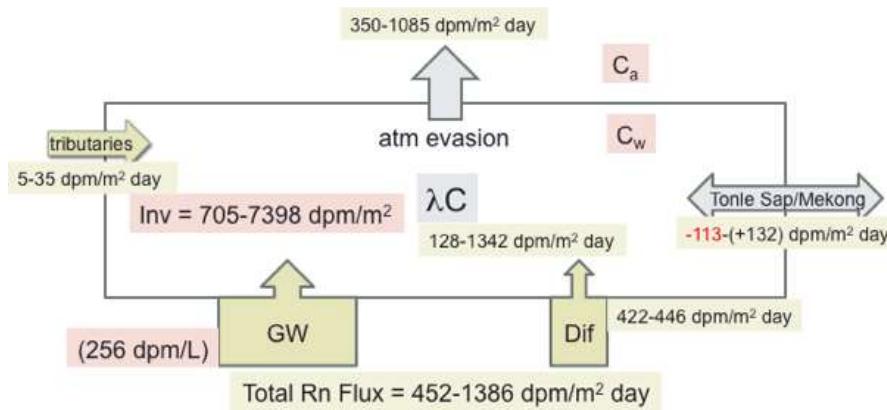 350-1085 dpm/m² day
Cₐ
atm evasion
C_w
tributaries
5-35 dpm/m² day
Inv = 705-7398 dpm/m²
λC
128-1342 dpm/m² day
Tonle Sap/Mekong
-113-(+132) dpm/m² day
GW
(256 dpm/L)
Dif
422-446 dpm/m² day
Total Rn Flux = 452-1386 dpm/m² day